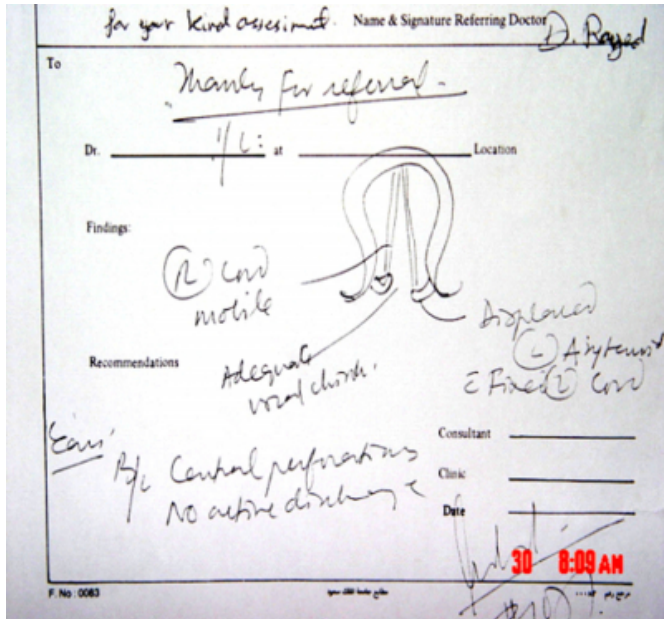 for your kind assesiment. Name & Signature Referring Doctor D. Rayed
To
Thanks for referral -
I/L:
Dr. at Location
Findings:
(R) Cord
mobile
Displaced
(L) Arytenoid
Recommendations
Adequate
c̄ Fixed (L) Cord
vocal chink.
Consultant
Ears
B/L Central perforations
Clinic
No active discharge
Date
30 8:09 AM
F. No : 0083